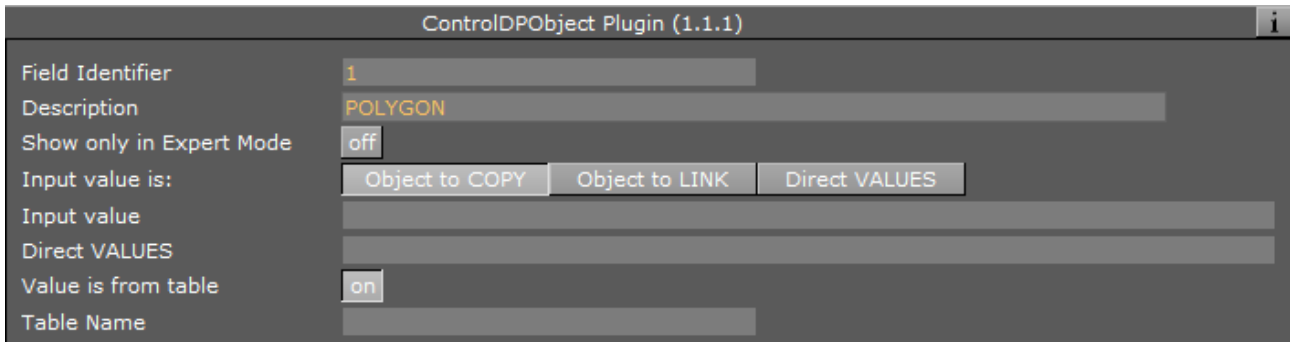 ControlDPObject Plugin (1.1.1) i
Field Identifier 1
Description POLYGON
Show only in Expert Mode off
Input value is: Object to COPY Object to LINK Direct VALUES
Input value
Direct VALUES
Value is from table on
Table Name